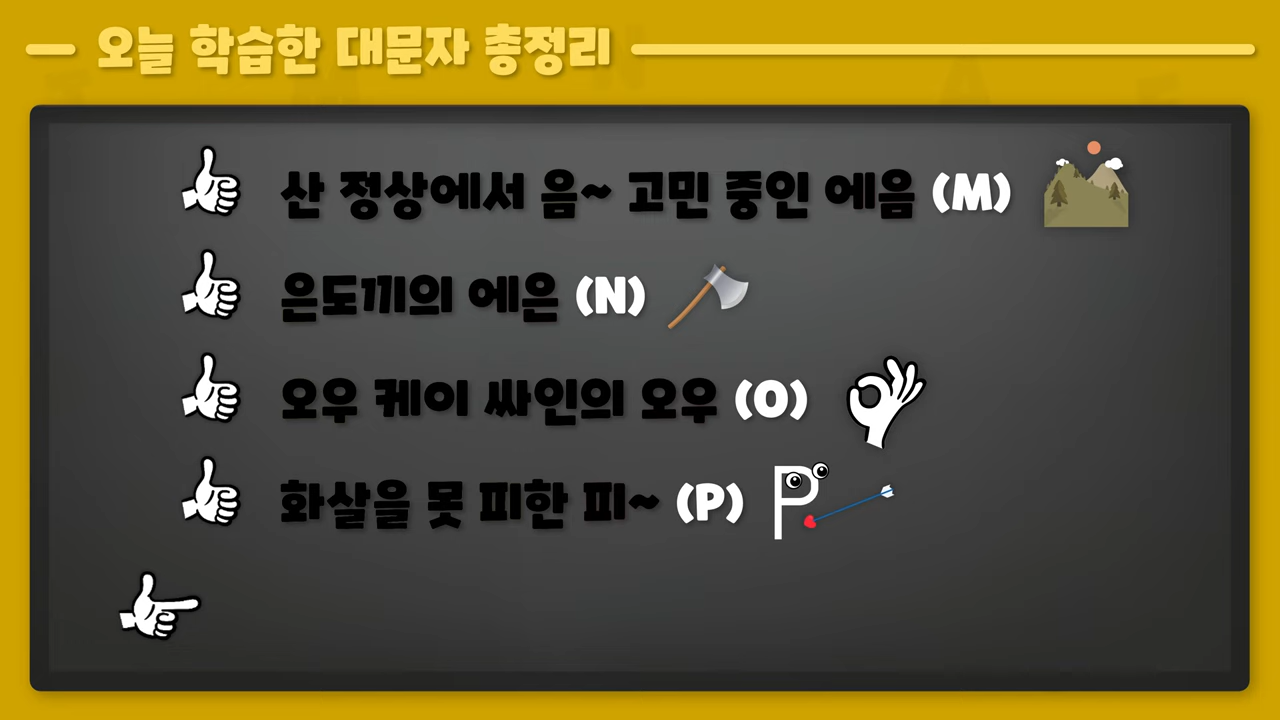 오늘 학습한 대문자 총정리
산 정상에서 음~ 고민 중인 에음 (M)
은도끼의 에은 (N)
오우 케이 싸인의 오우 (O)
화살을 못 피한 피~ (P)
P